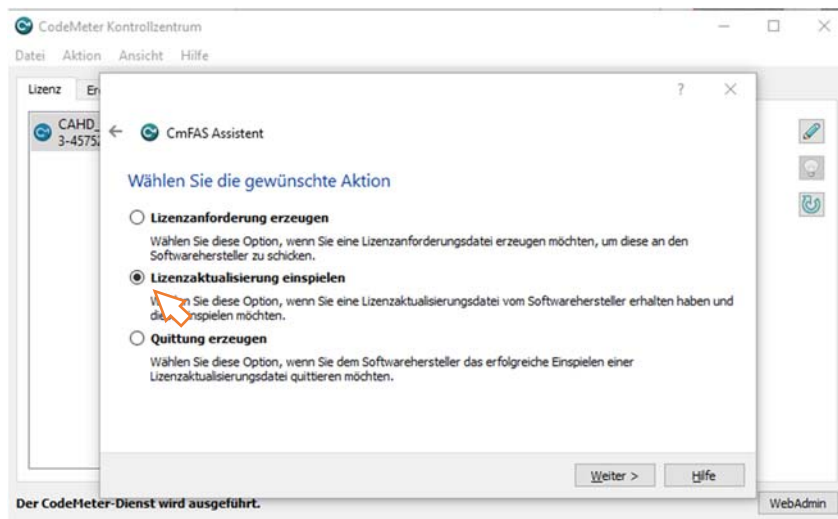 CodeMeter Kontrollzentrum
Datei Aktion Ansicht Hilfe
Lizenz
CAHD_
3-4575
CmFAS Assistent
Wählen Sie die gewünschte Aktion
Lizenzanforderung erzeugen
Wählen Sie diese Option, wenn Sie eine Lizenzanforderungsdatei erzeugen möchten, um diese an den
Softwarehersteller zu schicken.
Lizenzaktualisierung einspielen
Sie diese Option, wenn Sie eine Lizenzaktualisierungsdatei vom Softwarehersteller erhalten haben und
einspielen möchten.
Quittung erzeugen
Wählen Sie diese Option, wenn Sie dem Softwarehersteller das erfolgreiche Einspielen einer
Lizenzaktualisierungsdatei quittieren möchten.
Weiter > Hilfe
Der CodeMeter-Dienst wird ausgeführt. WebAdmin